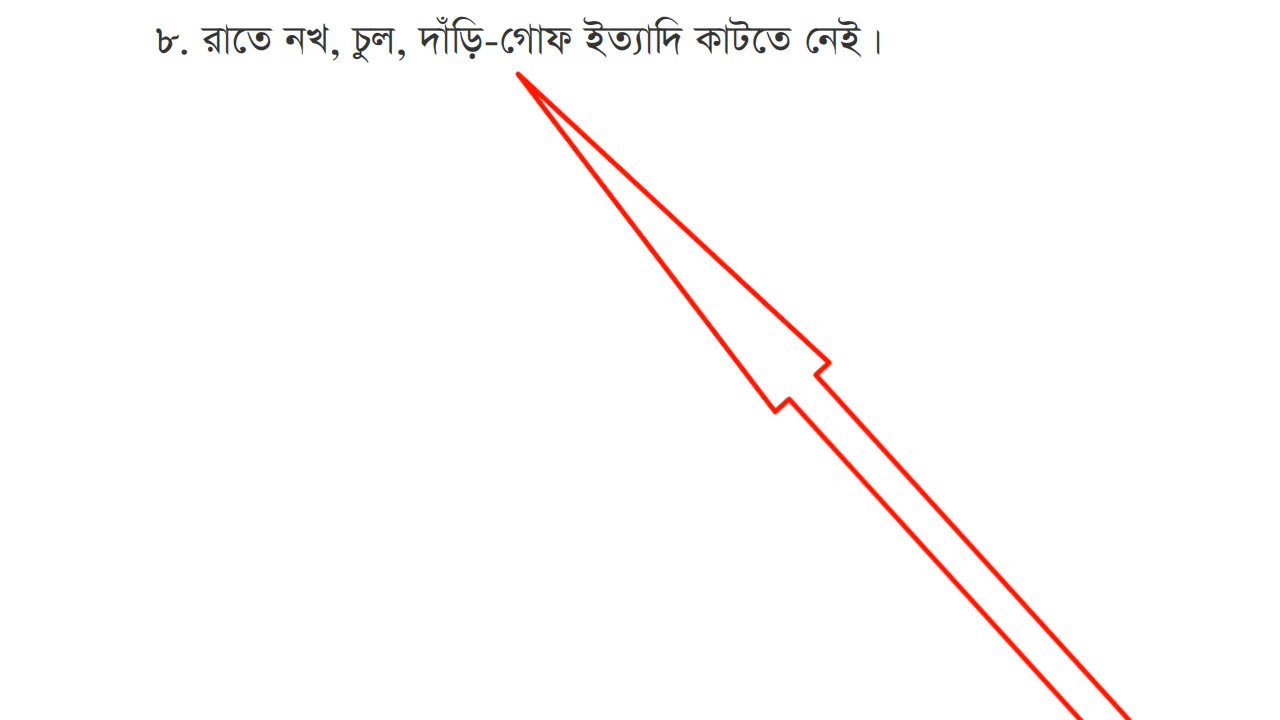 ৮. রাতে নখ, চুল, দাঁড়ি-গোফ ইত্যাদি কাটতে নেই।